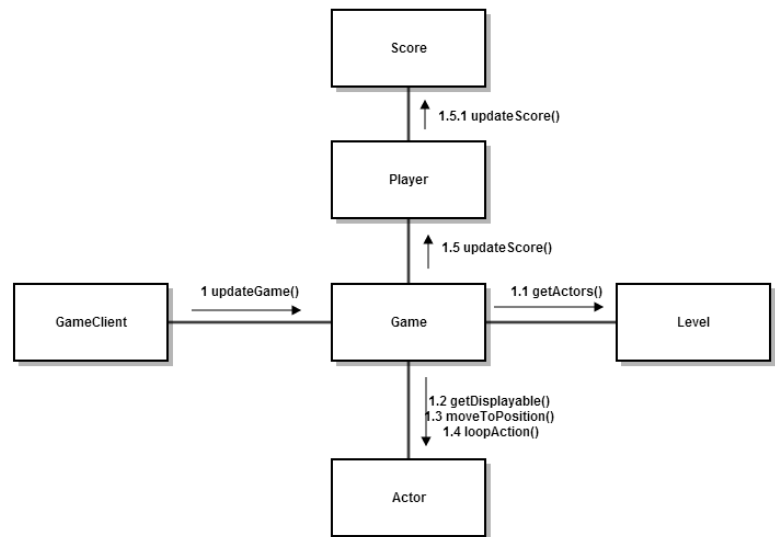 Score
1.5.1 updateScore()
Player
1.5 updateScore()
1 updateGame()
1.1 getActors()
GameClient
Game
Level
1.2 getDisplayable()
1.3 moveToPosition()
1.4 loopAction()
Actor